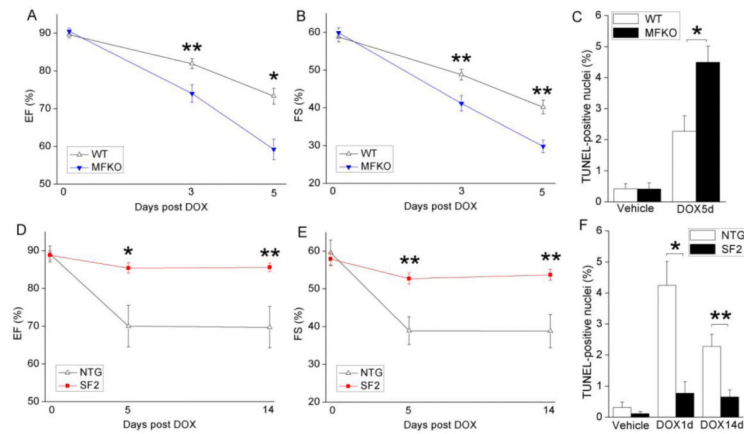 A
90
80
70
60
50
EF (%)
** *
WT
MFKO
0 3 5
Days post DOX
B
60
50
40
30
FS (%)
** **
WT
MFKO
0 3 5
Days post DOX
C
6
5
4
3
2
1
0
TUNEL-positive nuclei (%)
WT
MFKO
*
Vehicle DOX5d
D
90
80
70
60
50
EF (%)
* **
NTG
SF2
0 5 14
Days post DOX
E
60
50
40
30
20
FS (%)
** **
NTG
SF2
0 5 14
Days post DOX
F
6
5
4
3
2
1
0
TUNEL-positive nuclei (%)
NTG
SF2
*
**
Vehicle DOX1d DOX14d